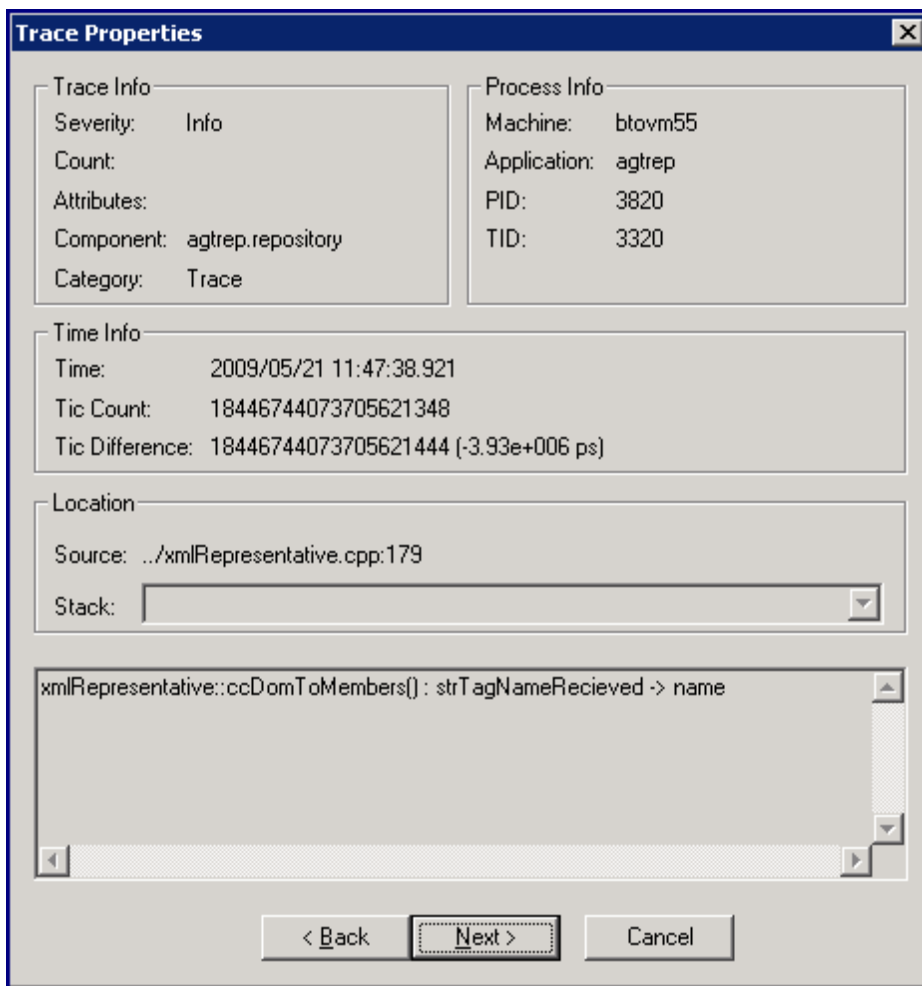 Trace Properties
Trace Info
Severity: Info
Count:
Attributes:
Component: agtrep.repository
Category: Trace
Process Info
Machine: btovm55
Application: agtrep
PID: 3820
TID: 3320
Time Info
Time: 2009/05/21 11:47:38.921
Tic Count: 18446744073705621348
Tic Difference: 18446744073705621444 (-3.93e+006 ps)
Location
Source: ../xmlRepresentative.cpp:179
Stack:
xmlRepresentative::ccDomToMembers() : strTagNameRecieved -> name
< Back
Next >
Cancel